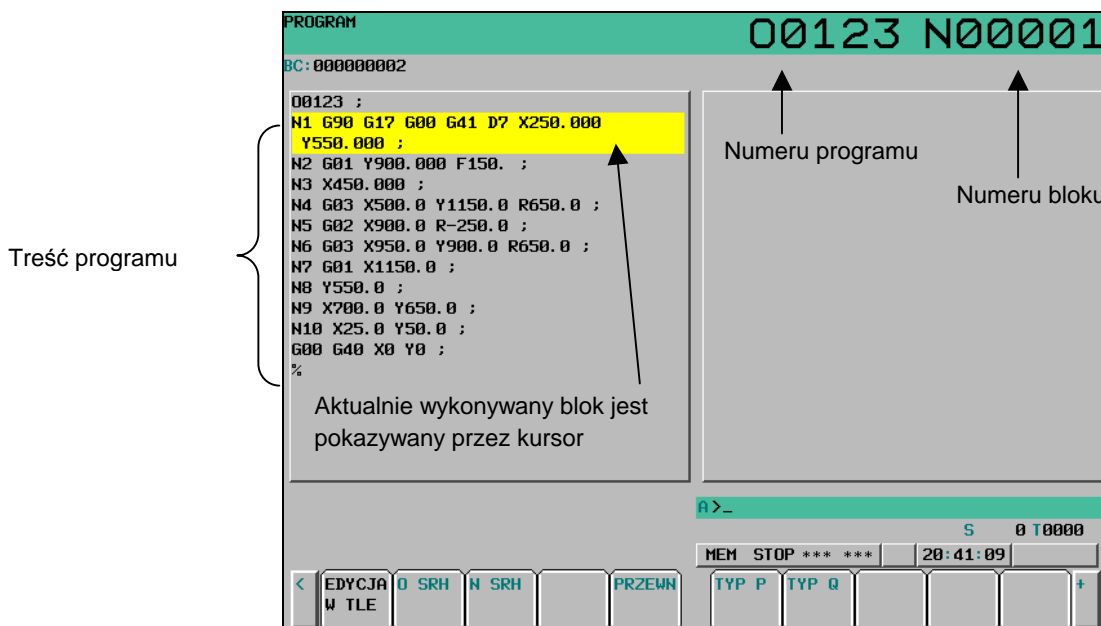 PROGRAM
O0123 N00001
BC:000000002
O0123 ;
N1 G90 G17 G00 G41 D7 X250.000
Y550.000 ;
N2 G01 Y900.000 F150. ;
N3 X450.000 ;
N4 G03 X500.0 Y1150.0 R650.0 ;
N5 G02 X900.0 R-250.0 ;
N6 G03 X950.0 Y900.0 R650.0 ;
N7 G01 X1150.0 ;
N8 Y550.0 ;
N9 X700.0 Y650.0 ;
N10 X25.0 Y50.0 ;
G00 G40 X0 Y0 ;
%
Treść programu
Aktualnie wykonywany blok jest
pokazywany przez kursor
Numeru programu
Numeru bloku
A>_
S 0 T0000
MEM STOP *** *** 20:41:09
< EDYCJA W TLE O SRH N SRH PRZEWN TYP P TYP Q +